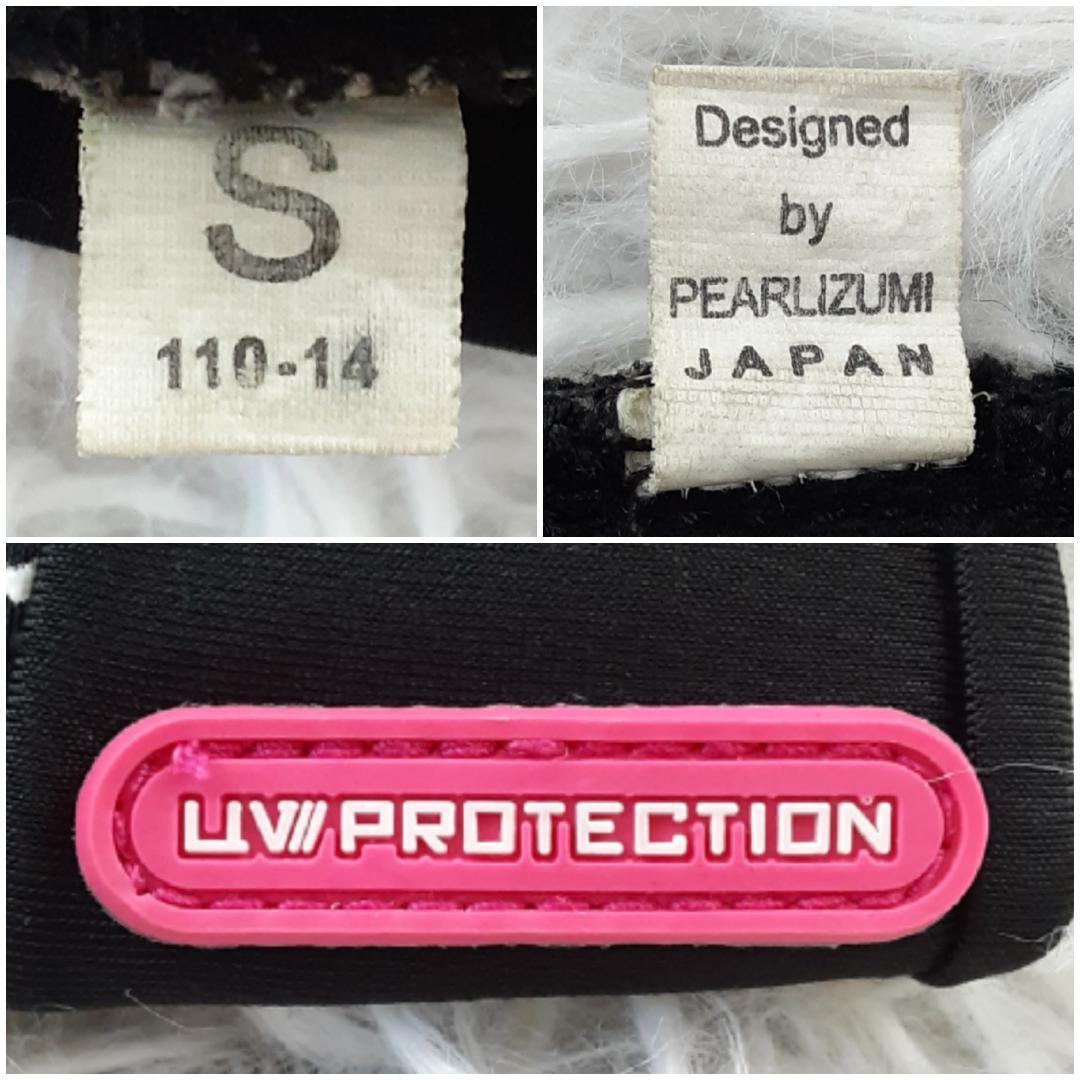 S
110-14
Designed
by
PEARLIZUMI
JAPAN
UV PROTECTION